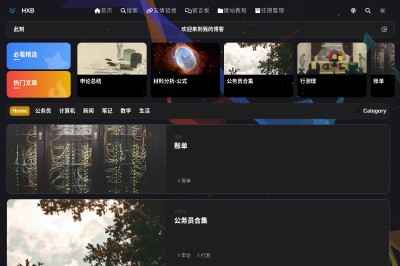 HXB
首页 搜索 友情链接 留言板 建站教程 往期整理
此刻
欢迎来到我的博客
必看精选
热门文章
申论总结
材料分析-公式
公务员合集
行测理
账单
Home 公务员 计算机 新闻 笔记 数学 生活
Category
账单
# 账单
公务员合集
# 申论 # 行测